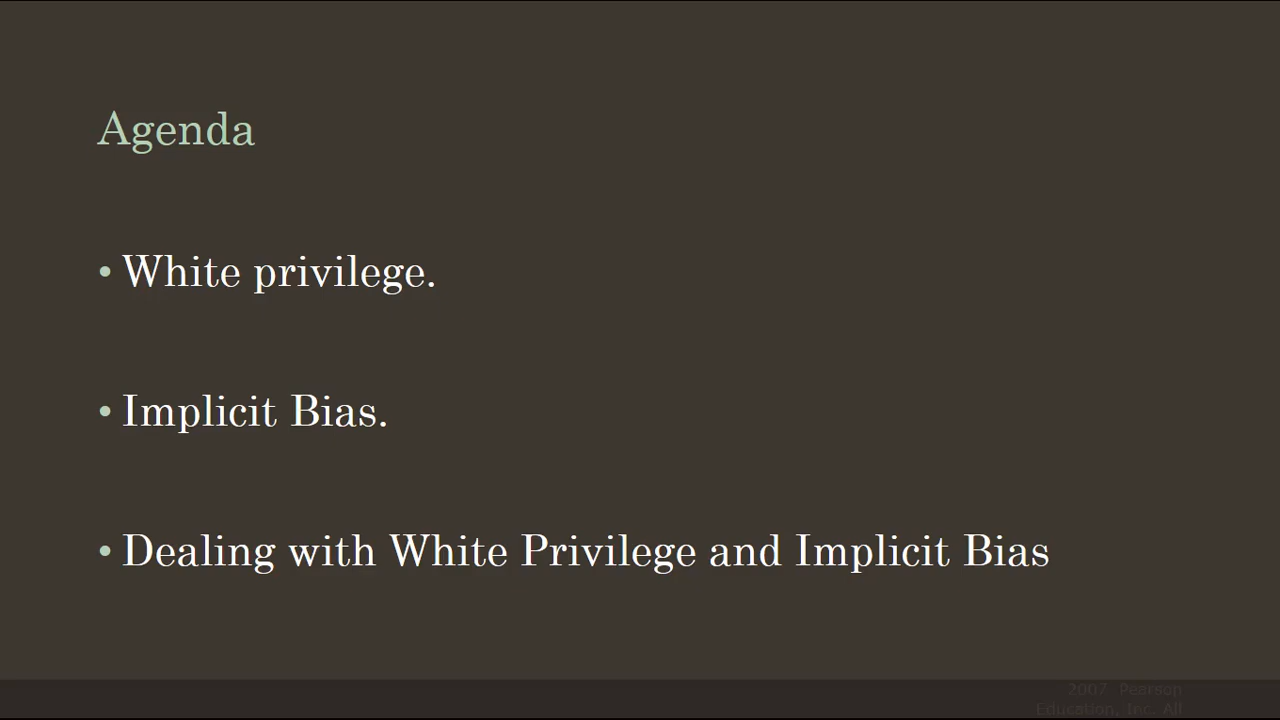 Agenda
• White privilege.
• Implicit Bias.
• Dealing with White Privilege and Implicit Bias
2007 Pearson
Education, Inc. All